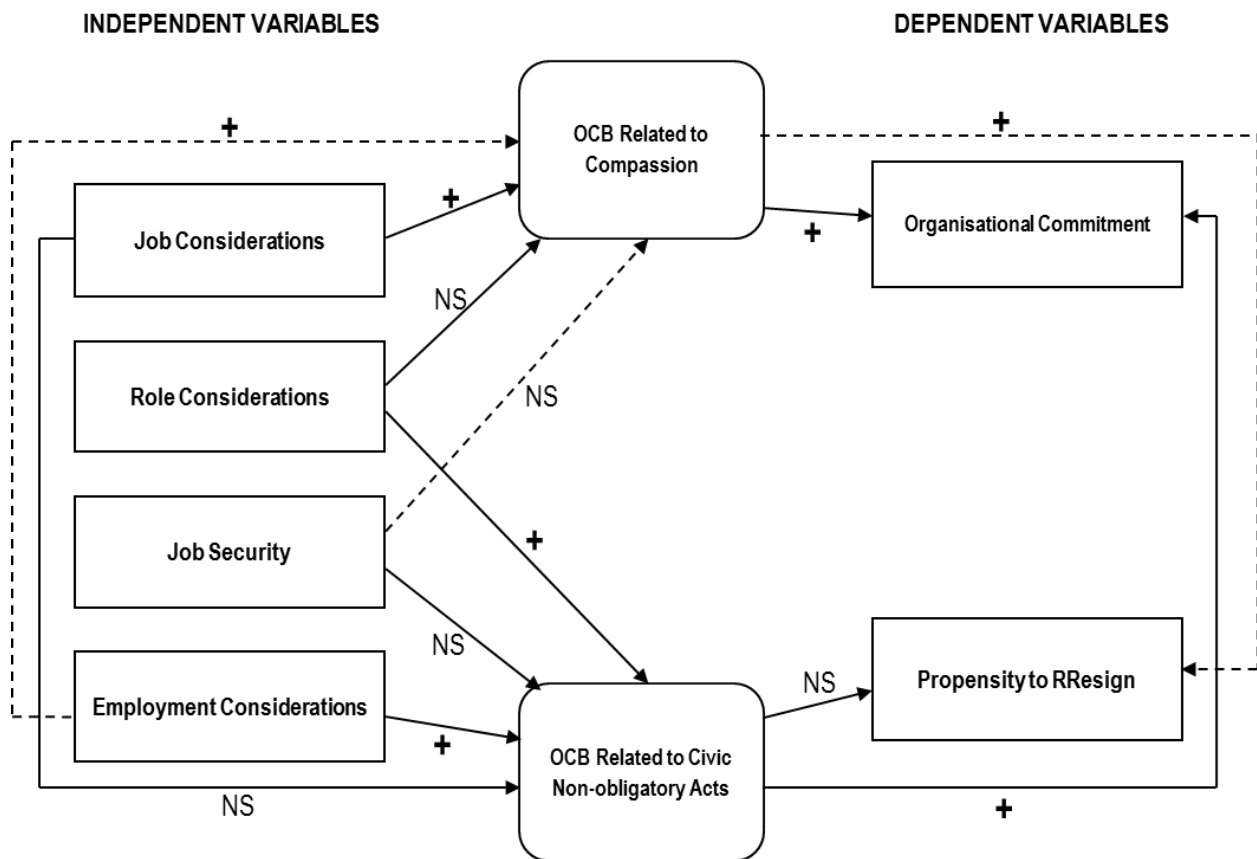 INDEPENDENT VARIABLES
DEPENDENT VARIABLES
OCB Related to
Compassion
+
+
Job Considerations
+
Organisational Commitment
+
NS
Role Considerations
NS
Job Security
+
NS
Employment Considerations
+
OCB Related to Civic
Non-obligatory Acts
NS
Propensity to RResign
NS
+